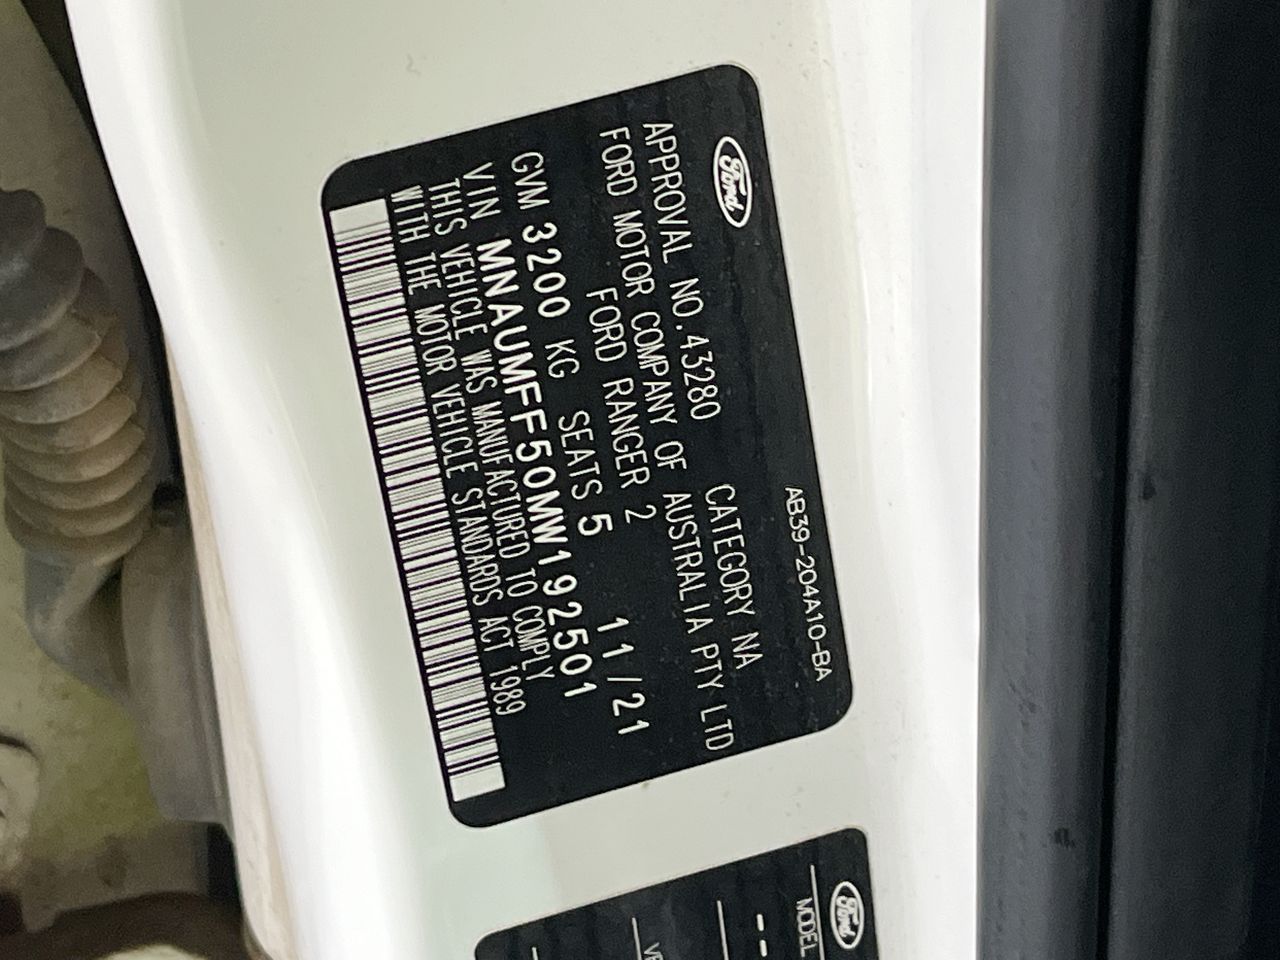 Ford
AB39-204A10-BA
APPROVAL NO.43280 CATEGORY NA
FORD MOTOR COMPANY OF AUSTRALIA PTY LTD
FORD RANGER 2
GVM 3200 KG SEATS 5 11/21
VIN MNAUMFF50MW192501
THIS VEHICLE WAS MANUFACTURED TO COMPLY
WITH THE MOTOR VEHICLE STANDARDS ACT 1989
Ford
MODEL
--